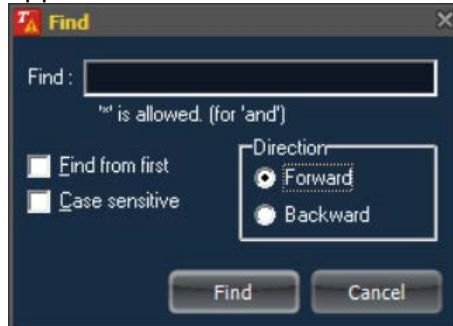 Find
Find :
'*' is allowed. (for 'and')
Find from first
Case sensitive
Direction
Forward
Backward
Find
Cancel